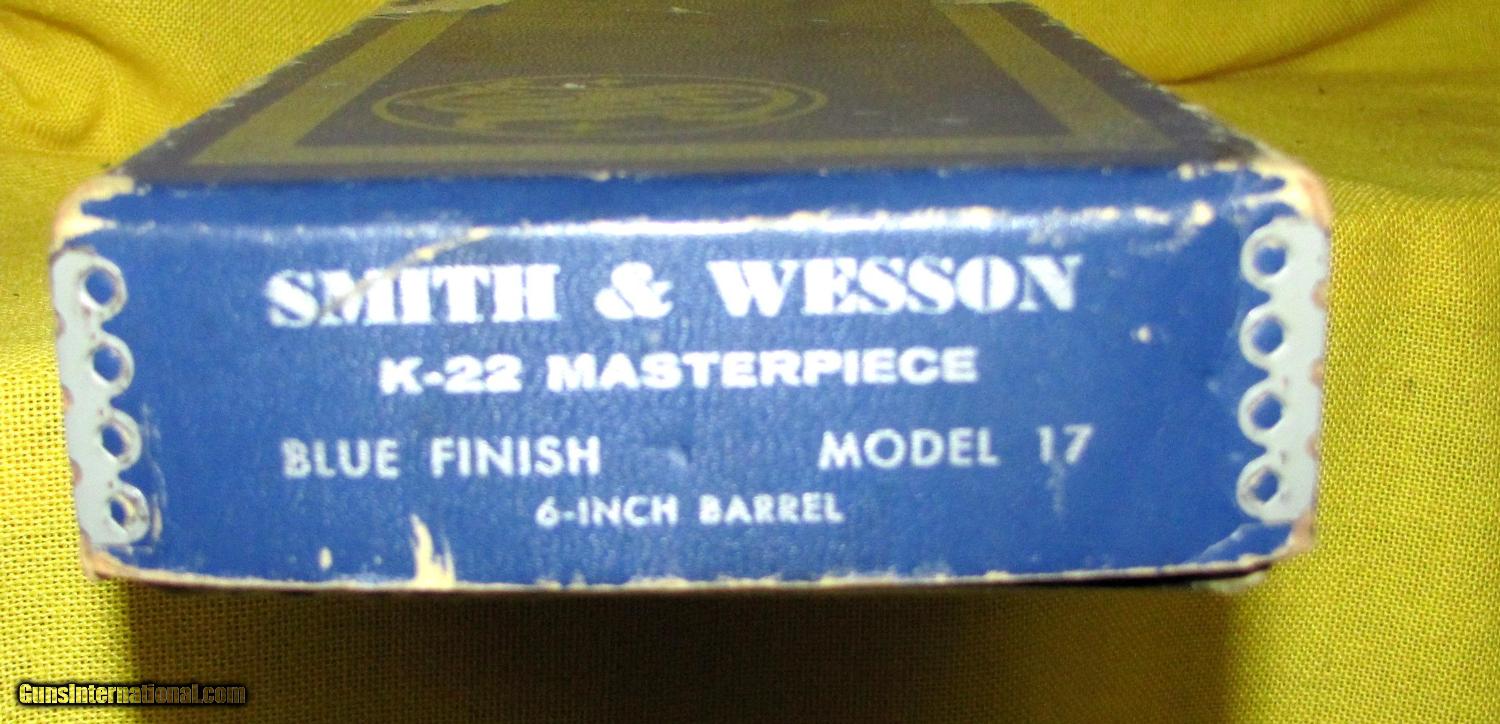 SMITH & WESSON
K-22 MASTERPIECE
BLUE FINISH MODEL 17
6-INCH BARREL
GunsInternational.com